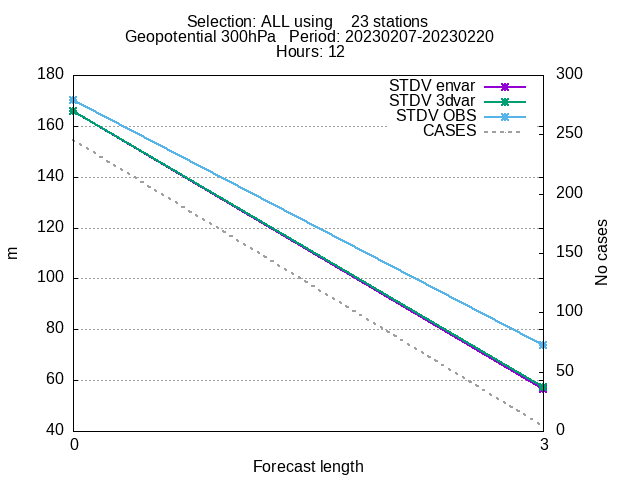 Selection: ALL using    23 stations
Geopotential 300hPa   Period: 20230207-20230220
Hours: 12
180
160
140
120
100
80
60
40
300
250
200
150
100
50
0
STDV envar
STDV 3dvar
STDV OBS
CASES
m
No cases
0
3
Forecast length